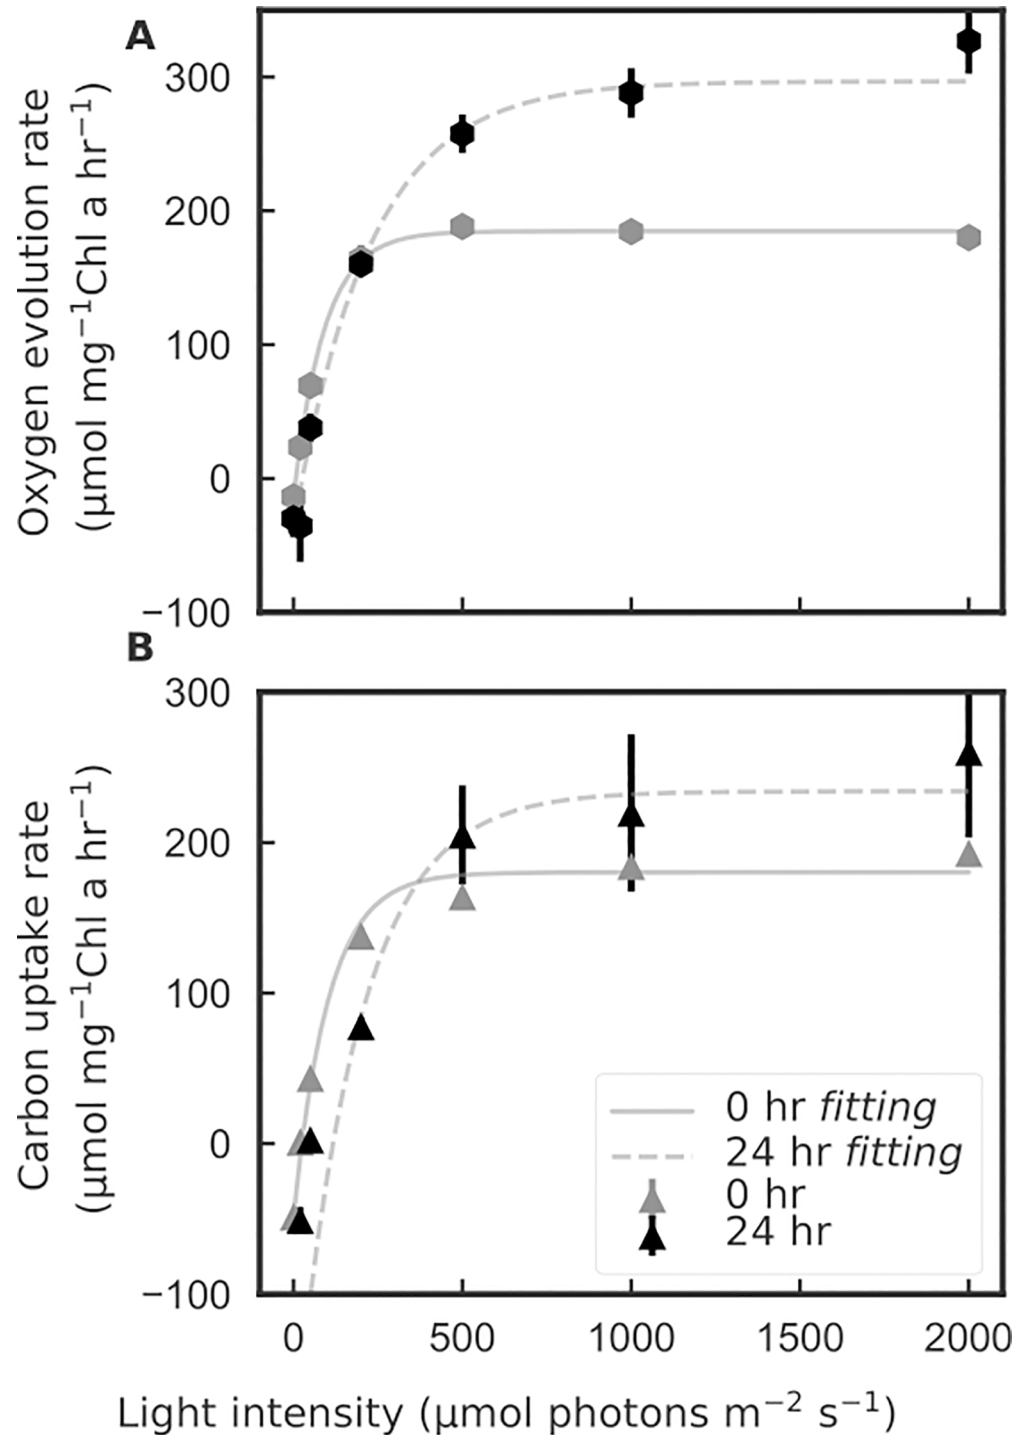 A
Oxygen evolution rate
(μmol mg⁻¹Chl a hr⁻¹)
300
200
100
0
−100
B
Carbon uptake rate
(μmol mg⁻¹Chl a hr⁻¹)
300
200
100
0
−100
0 hr fitting
24 hr fitting
0 hr
24 hr
0 500 1000 1500 2000
Light intensity (μmol photons m⁻² s⁻¹)